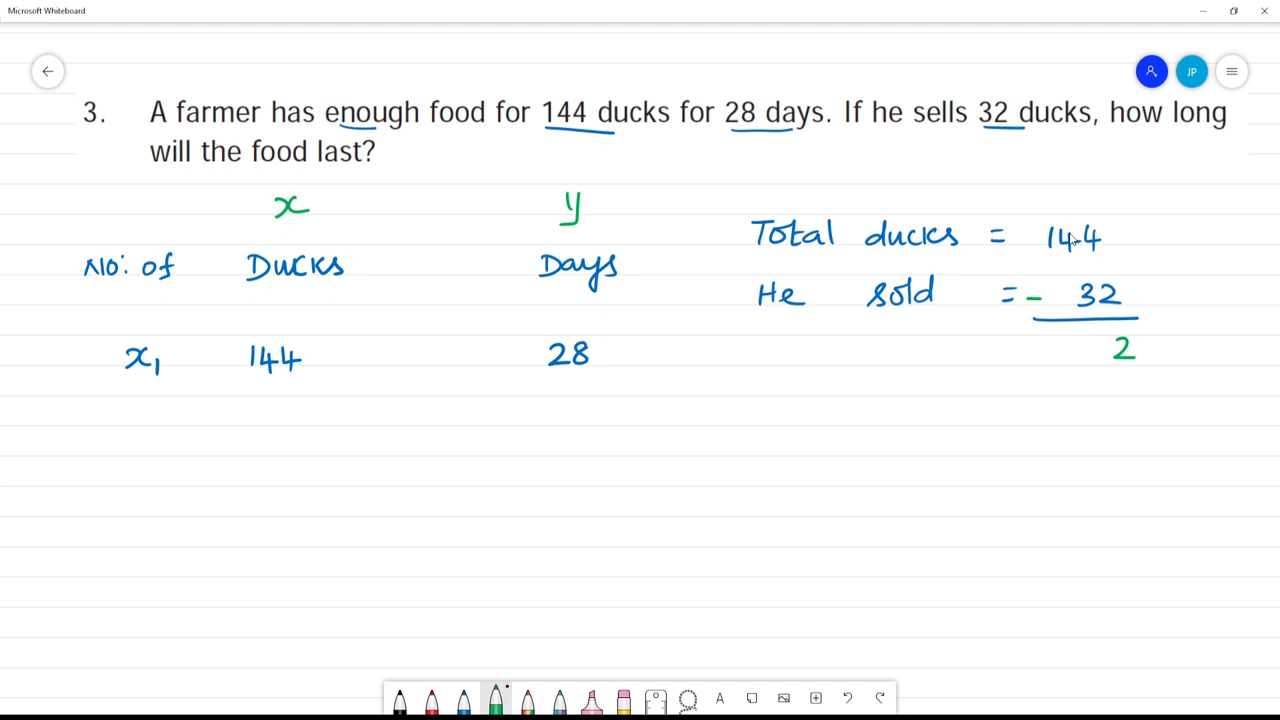 Microsoft Whiteboard
JP
3. A farmer has enough food for 144 ducks for 28 days. If he sells 32 ducks, how long
will the food last?
x y
No: of Ducks Days
x₁ 144 28
Total ducks = 144
He sold = - 32
2
A